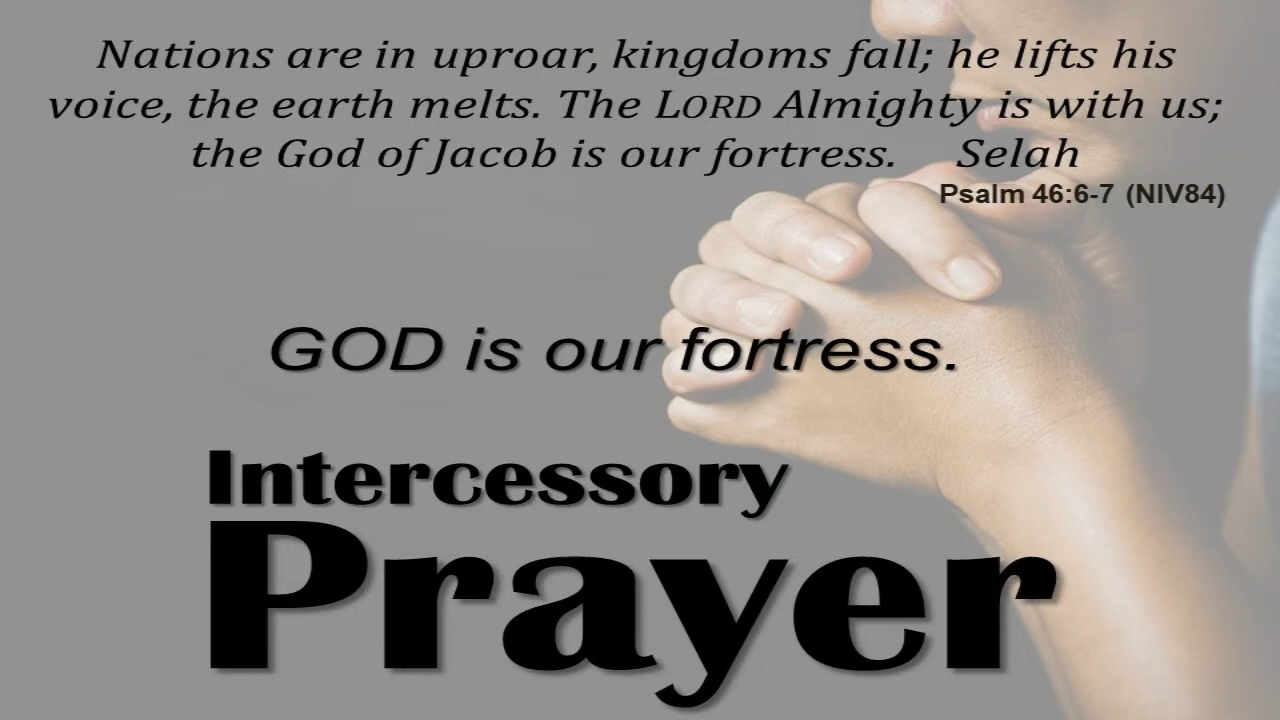 Nations are in uproar, kingdoms fall; he lifts his
voice, the earth melts. The LORD Almighty is with us;
the God of Jacob is our fortress. Selah
Psalm 46:6-7 (NIV84)
GOD is our fortress.
Intercessory
Prayer